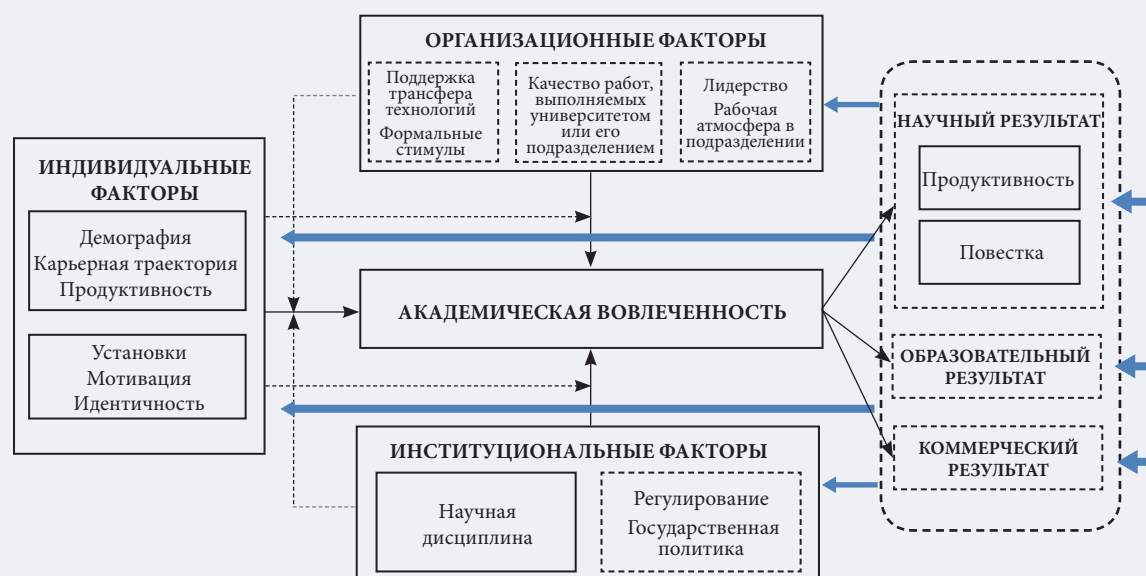 ОРГАНИЗАЦИОННЫЕ ФАКТОРЫ
Поддержка
трансфера
технологий
Формальные
стимулы
Качество работ,
выполняемых
университетом
или его
подразделением
Лидерство
Рабочая
атмосфера в
подразделении
ИНДИВИДУАЛЬНЫЕ
ФАКТОРЫ
Демография
Карьерная траектория
Продуктивность
Установки
Мотивация
Идентичность
АКАДЕМИЧЕСКАЯ ВОВЛЕЧЕННОСТЬ
ИНСТИТУЦИОНАЛЬНЫЕ ФАКТОРЫ
Научная
дисциплина
Регулирование
Государственная
политика
НАУЧНЫЙ РЕЗУЛЬТАТ
Продуктивность
Повестка
ОБРАЗОВАТЕЛЬНЫЙ
РЕЗУЛЬТАТ
КОММЕРЧЕСКИЙ
РЕЗУЛЬТАТ